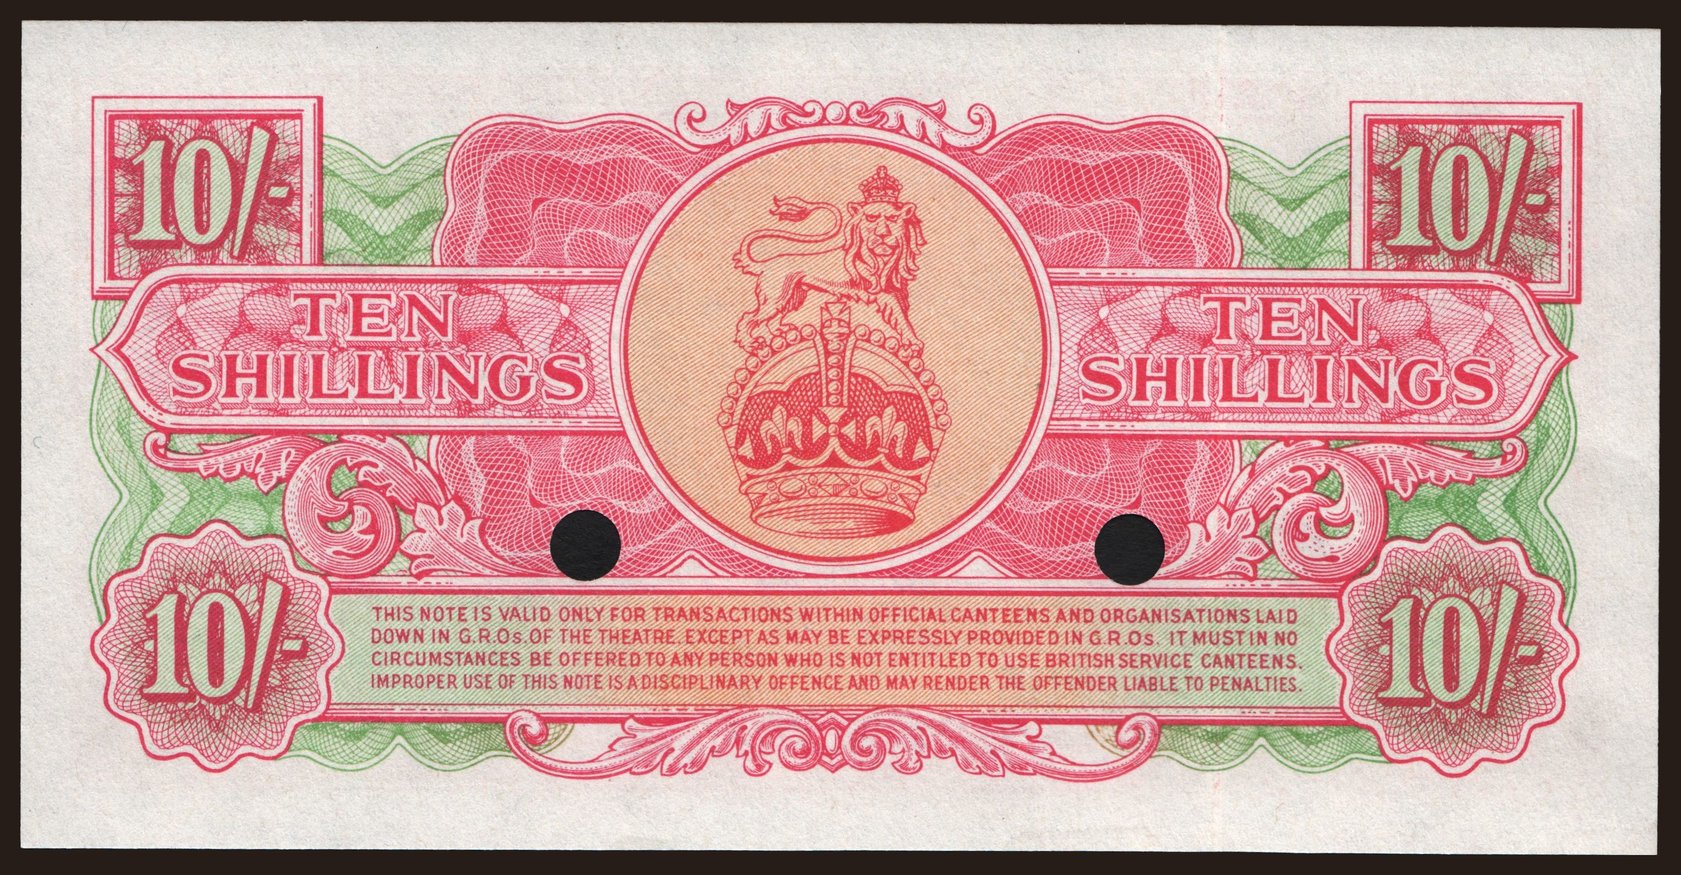 10/-
10/-
TEN
SHILLINGS
TEN
SHILLINGS
THIS NOTE IS VALID ONLY FOR TRANSACTIONS WITHIN OFFICIAL CANTEENS AND ORGANISATIONS LAID
DOWN IN G.R.Os. OF THE THEATRE, EXCEPT AS MAY BE EXPRESSLY PROVIDED IN G.R.Os. IT MUST IN NO
CIRCUMSTANCES BE OFFERED TO ANY PERSON WHO IS NOT ENTITLED TO USE BRITISH SERVICE CANTEENS.
IMPROPER USE OF THIS NOTE IS A DISCIPLINARY OFFENCE AND MAY RENDER THE OFFENDER LIABLE TO PENALTIES.
10/-
10/-